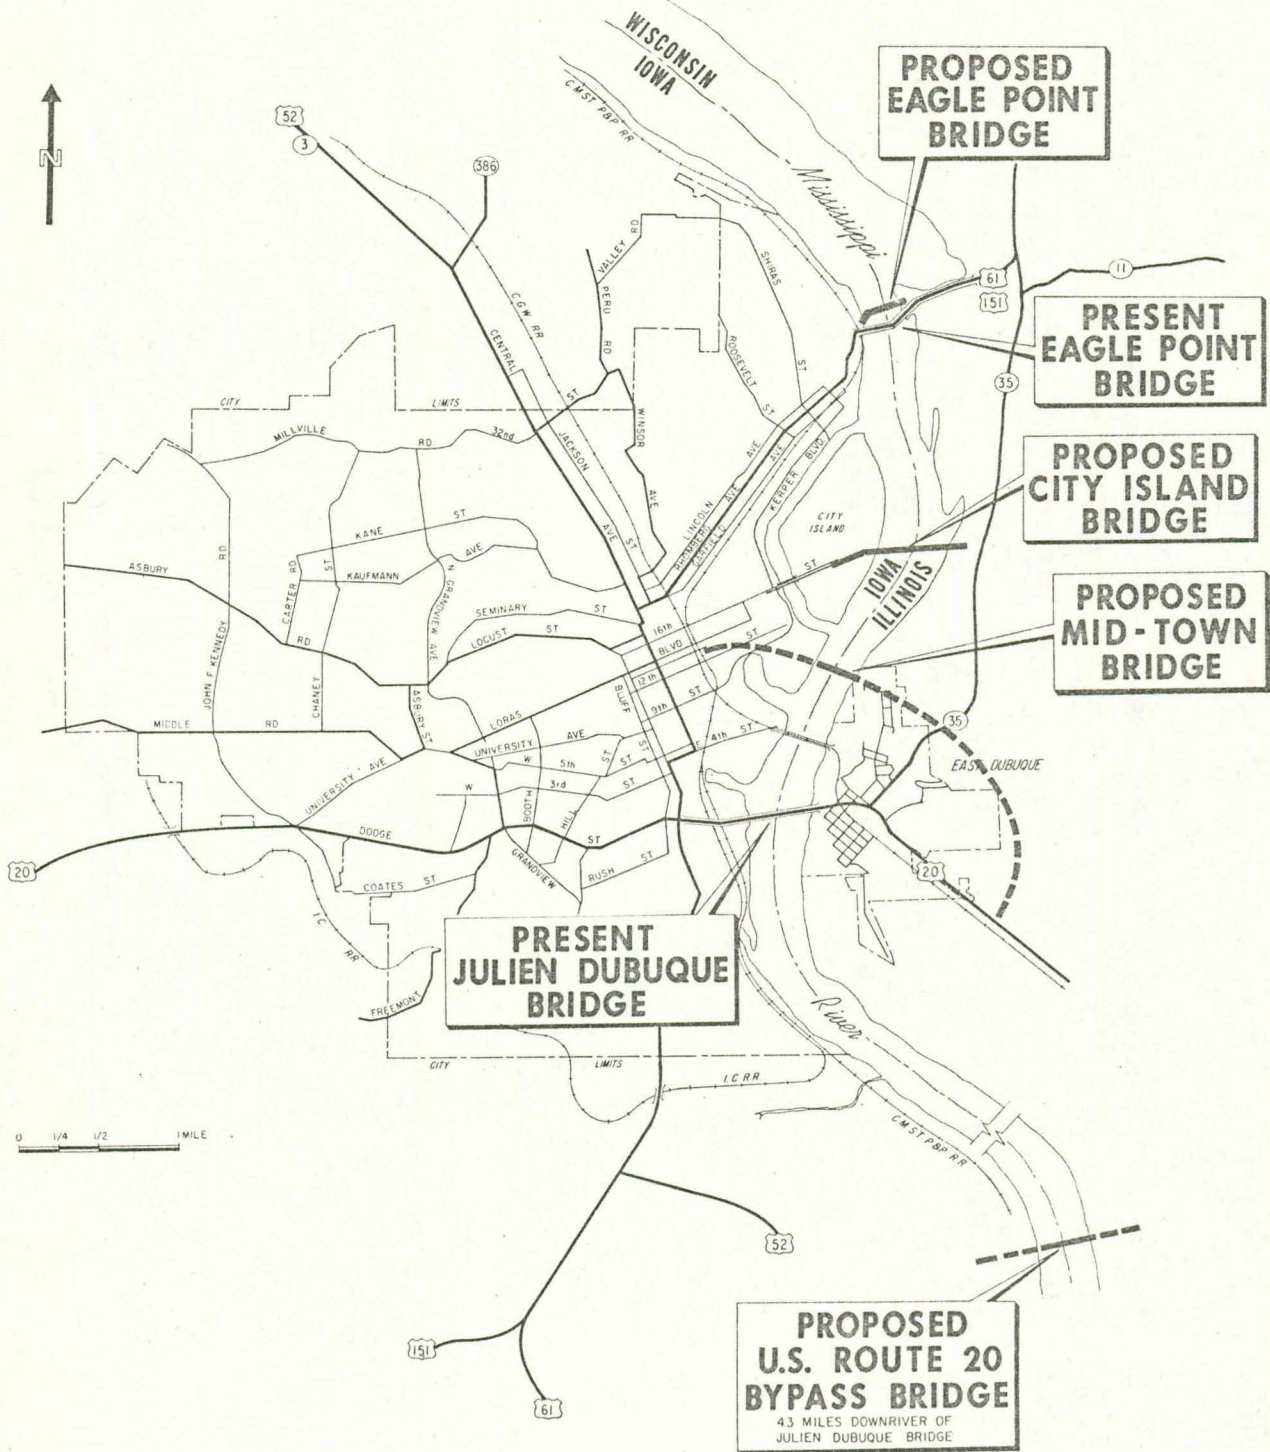 WISCONSIN
IOWA
PROPOSED
EAGLE POINT
BRIDGE
C M ST P&P RR
N
52
3
386
Mississippi
VALLEY RD
PERU RD
SHIRAS ST
C.G.W. RR
61
151
11
PRESENT
EAGLE POINT
BRIDGE
CENTRAL
ROOSEVELT ST
35
CITY LIMITS
MILLVILLE RD
32nd ST
WINSOR AVE
JACKSON ST
AVE
PROPOSED
CITY ISLAND
BRIDGE
LINCOLN AVE
RHOMBERG AVE
GARFIELD AVE
KERPER BLVD
CITY
ISLAND
KANE ST
ASBURY RD
JOHN F KENNEDY RD
CARTER RD
CHANEY ST
KAUFMANN AVE
N GRANDVIEW AVE
SEMINARY ST
LOCUST ST
ST
IOWA
ILLINOIS
PROPOSED
MID-TOWN
BRIDGE
16th ST
BLVD
LORAS
12th
BLUFF ST
9th ST
ASBURY ST
MIDDLE RD
UNIVERSITY AVE
UNIVERSITY AVE
E 4th ST
W 5th ST
W 3rd ST
BOOTH
HILL ST
35
EAST DUBUQUE
DODGE ST
GRANDVIEW
RUSH ST
20
COATES ST
20
I C RR
PRESENT
JULIEN DUBUQUE
BRIDGE
FREEMONT
River
CITY LIMITS
I.C RR
0 1/4 1/2 1 MILE
C M ST P&P RR
52
151
61
PROPOSED
U.S. ROUTE 20
BYPASS BRIDGE
43 MILES DOWNRIVER OF
JULIEN DUBUQUE BRIDGE